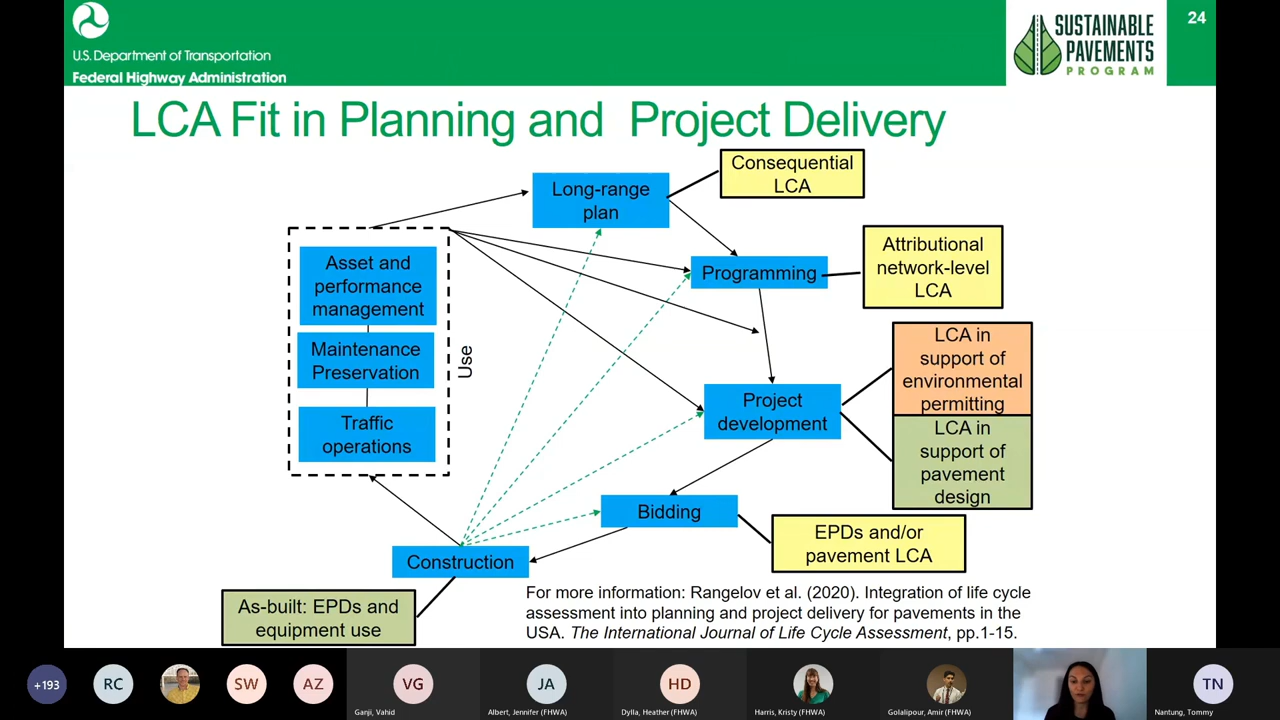 U.S. Department of Transportation
Federal Highway Administration
SUSTAINABLE
PAVEMENTS
PROGRAM
24
LCA Fit in Planning and Project Delivery
Consequential
LCA
Long-range
plan
Attributional
network-level
LCA
Programming
Asset and
performance
management
Maintenance
Preservation
Traffic
operations
Use
LCA in
support of
environmental
permitting
Project
development
LCA in
support of
pavement
design
Bidding
EPDs and/or
pavement LCA
Construction
As-built: EPDs and
equipment use
For more information: Rangelov et al. (2020). Integration of life cycle
assessment into planning and project delivery for pavements in the
USA. The International Journal of Life Cycle Assessment, pp.1-15.
+193
RC
SW
AZ
VG
Ganji, Vahid
JA
Albert, Jennifer (FHWA)
HD
Dylla, Heather (FHWA)
Harris, Kristy (FHWA)
Golalipour, Amir (FHWA)
TN
Nantung, Tommy